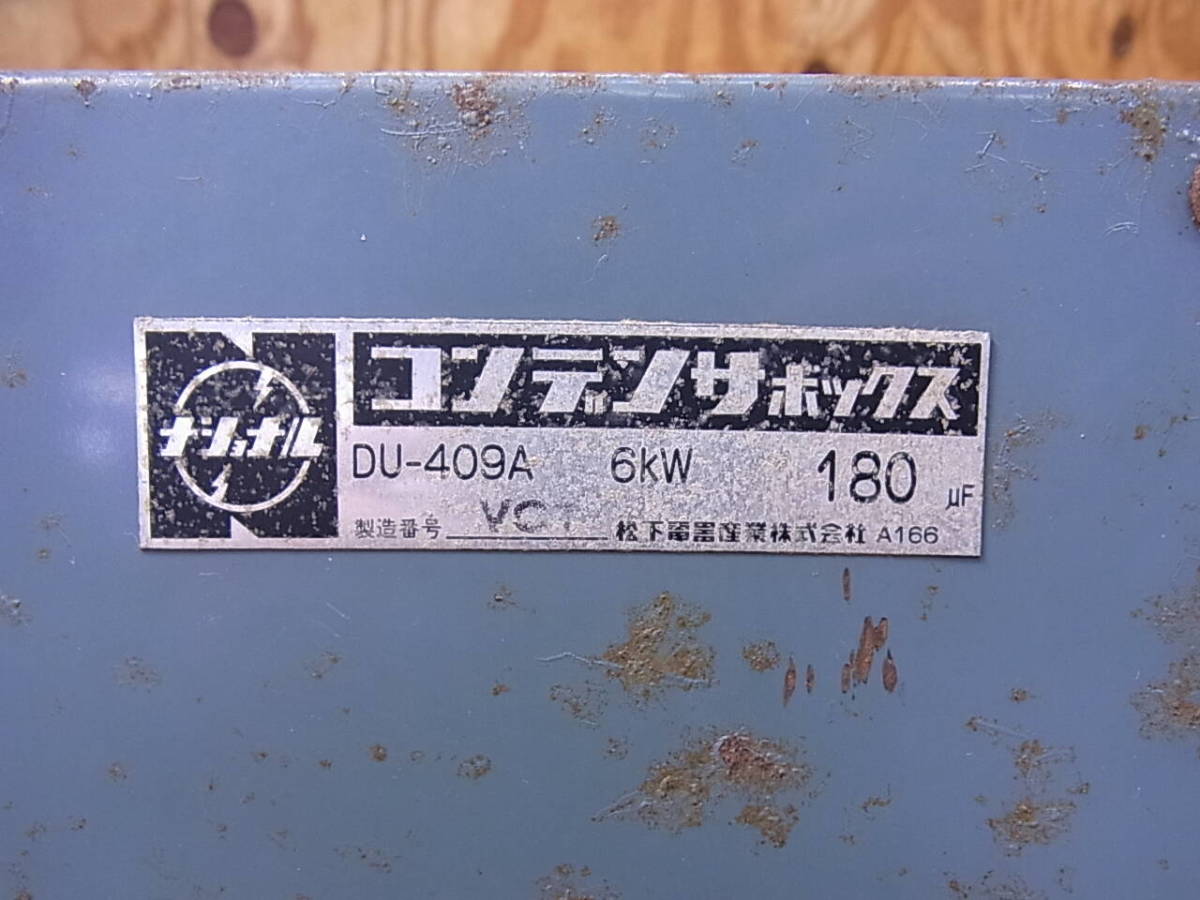 ナショナル
コンデンサボックス
DU-409A 6kW 180 μF
製造番号 松下電器産業株式会社 A166